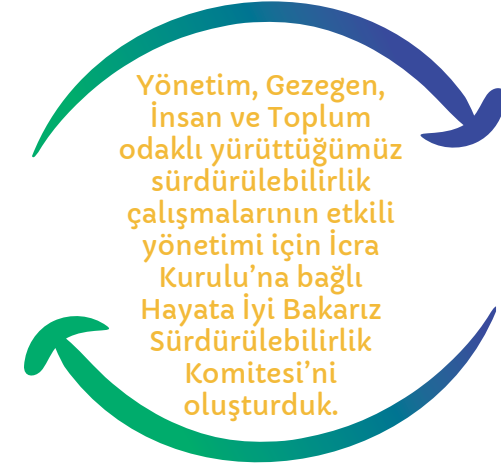 Yönetim, Gezegen,
İnsan ve Toplum
odaklı yürüttüğümüz
sürdürülebilirlik
çalışmalarının etkili
yönetimi için İcra
Kurulu’na bağlı
Hayata İyi Bakarız
Sürdürülebilirlik
Komitesi’ni
oluşturduk.